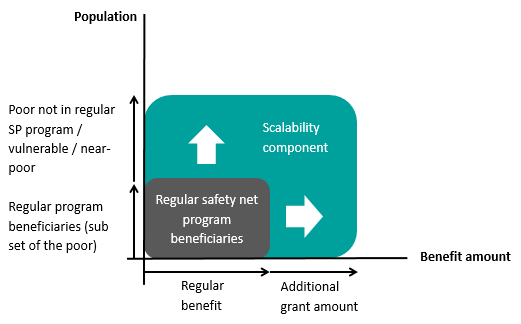 Population
Poor not in regular
SP program /
vulnerable / near-
poor
Scalability
component
Regular program
beneficiaries (sub
set of the poor)
Regular safety net
program
beneficiaries
Benefit amount
Regular
benefit
Additional
grant amount